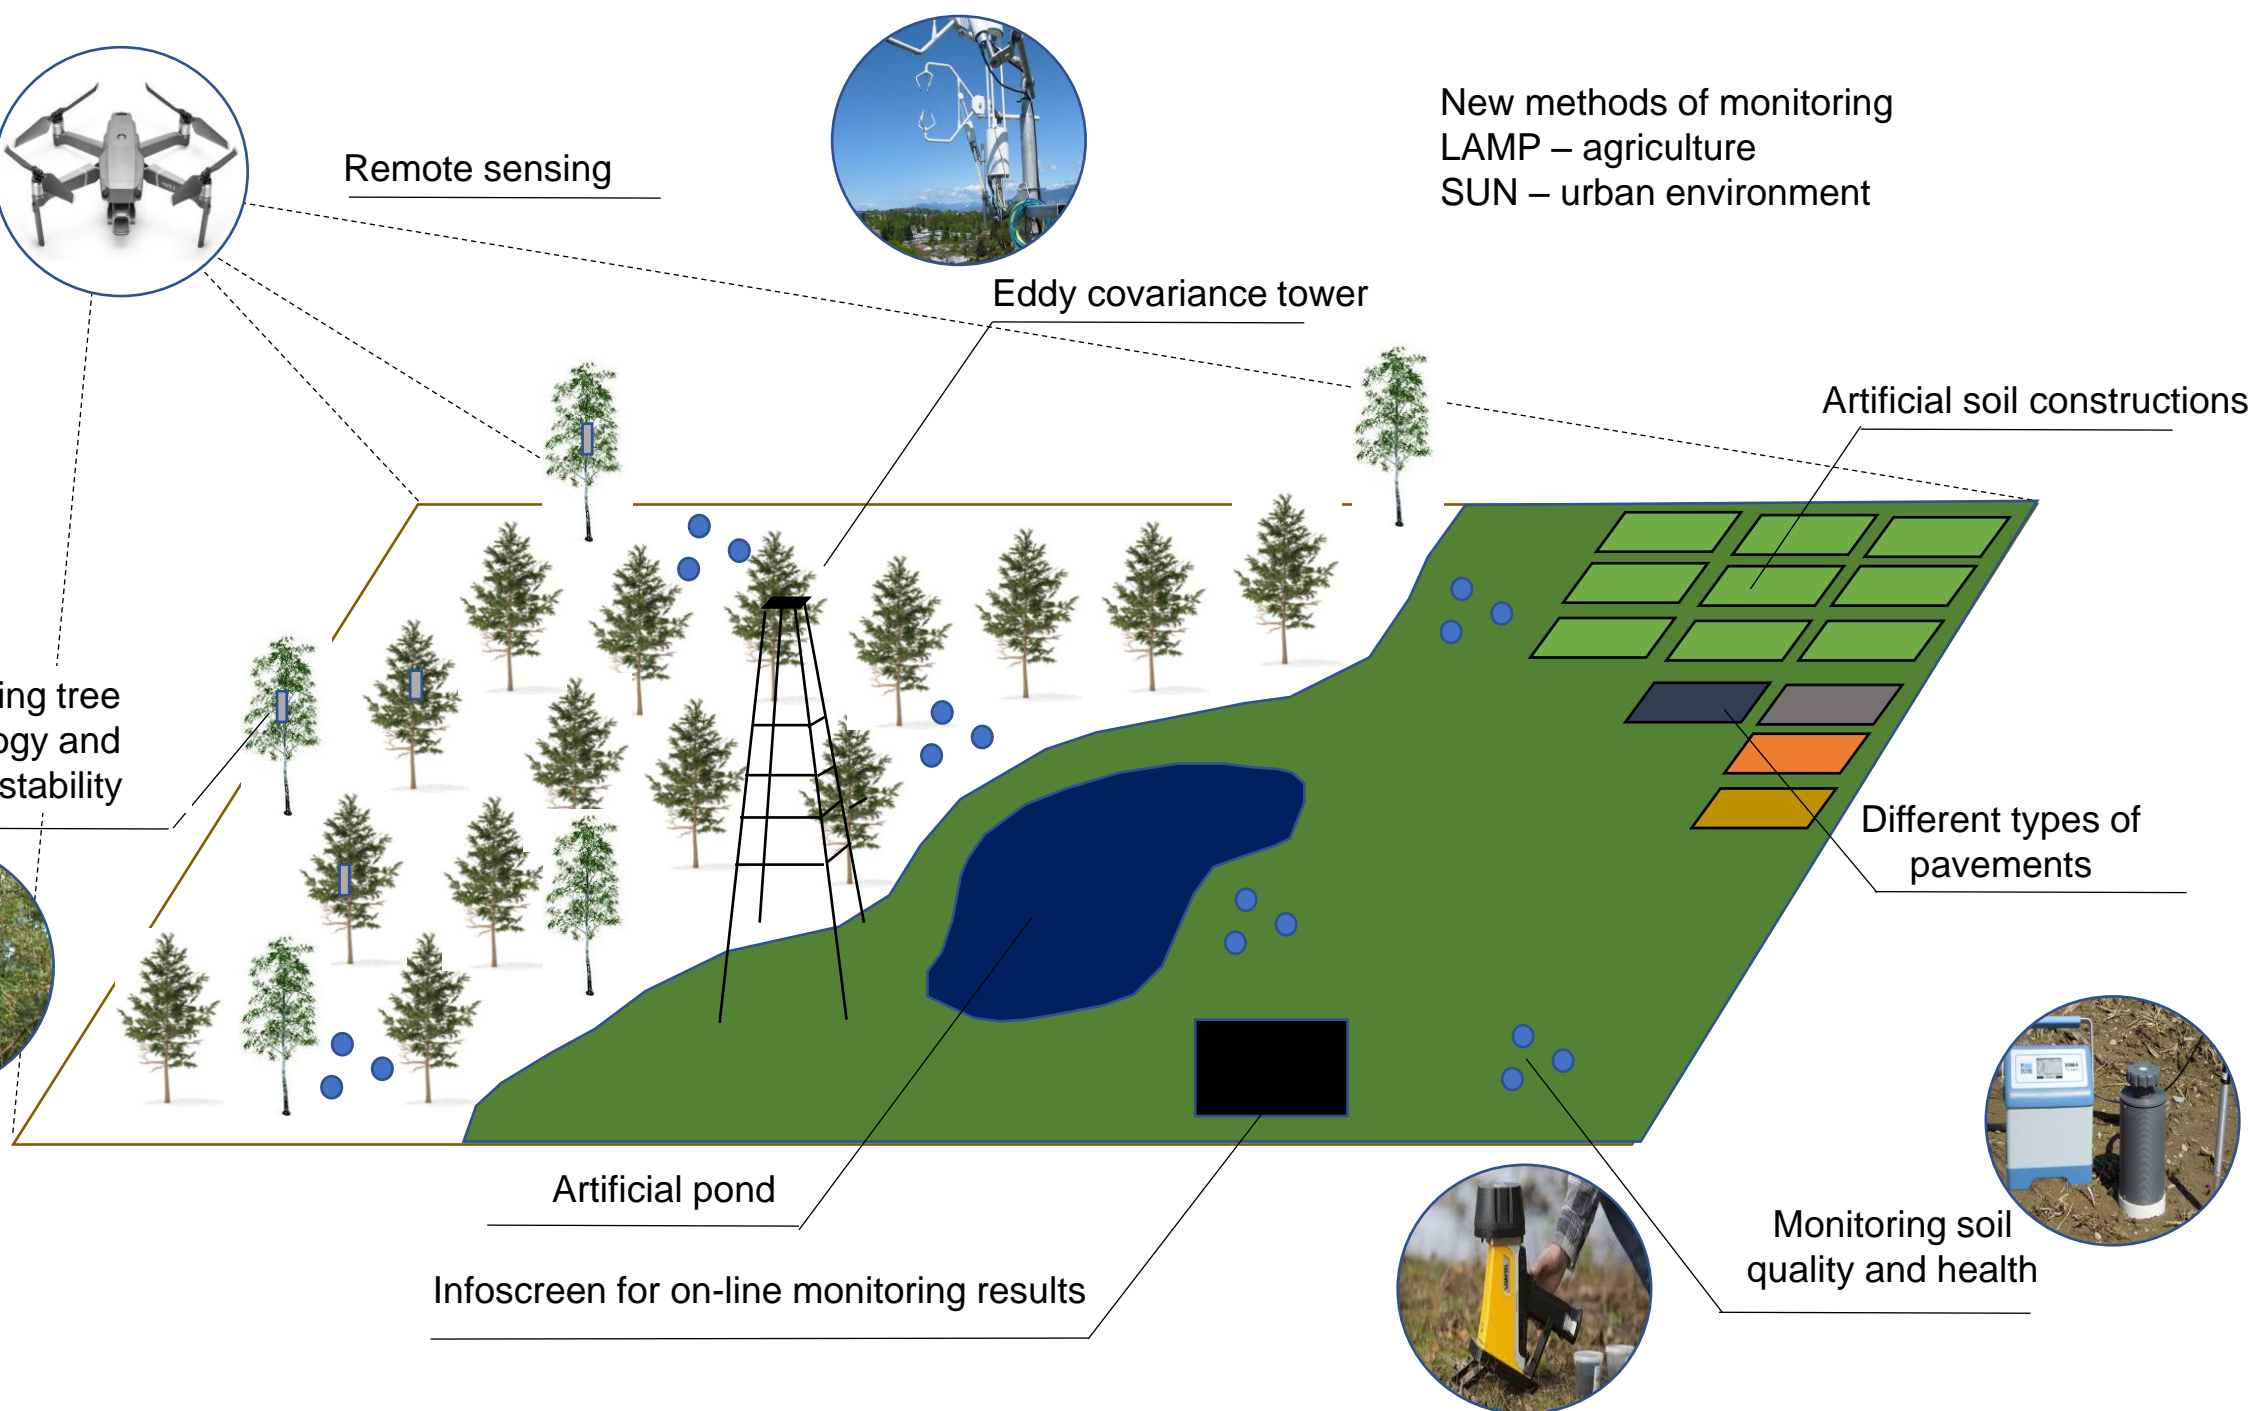 Remote sensing
New methods of monitoring
LAMP – agriculture
SUN – urban environment
Eddy covariance tower
Artificial soil constructions
ing tree
ogy and
stability
Different types of
pavements
Artificial pond
Monitoring soil
quality and health
Infoscreen for on-line monitoring results